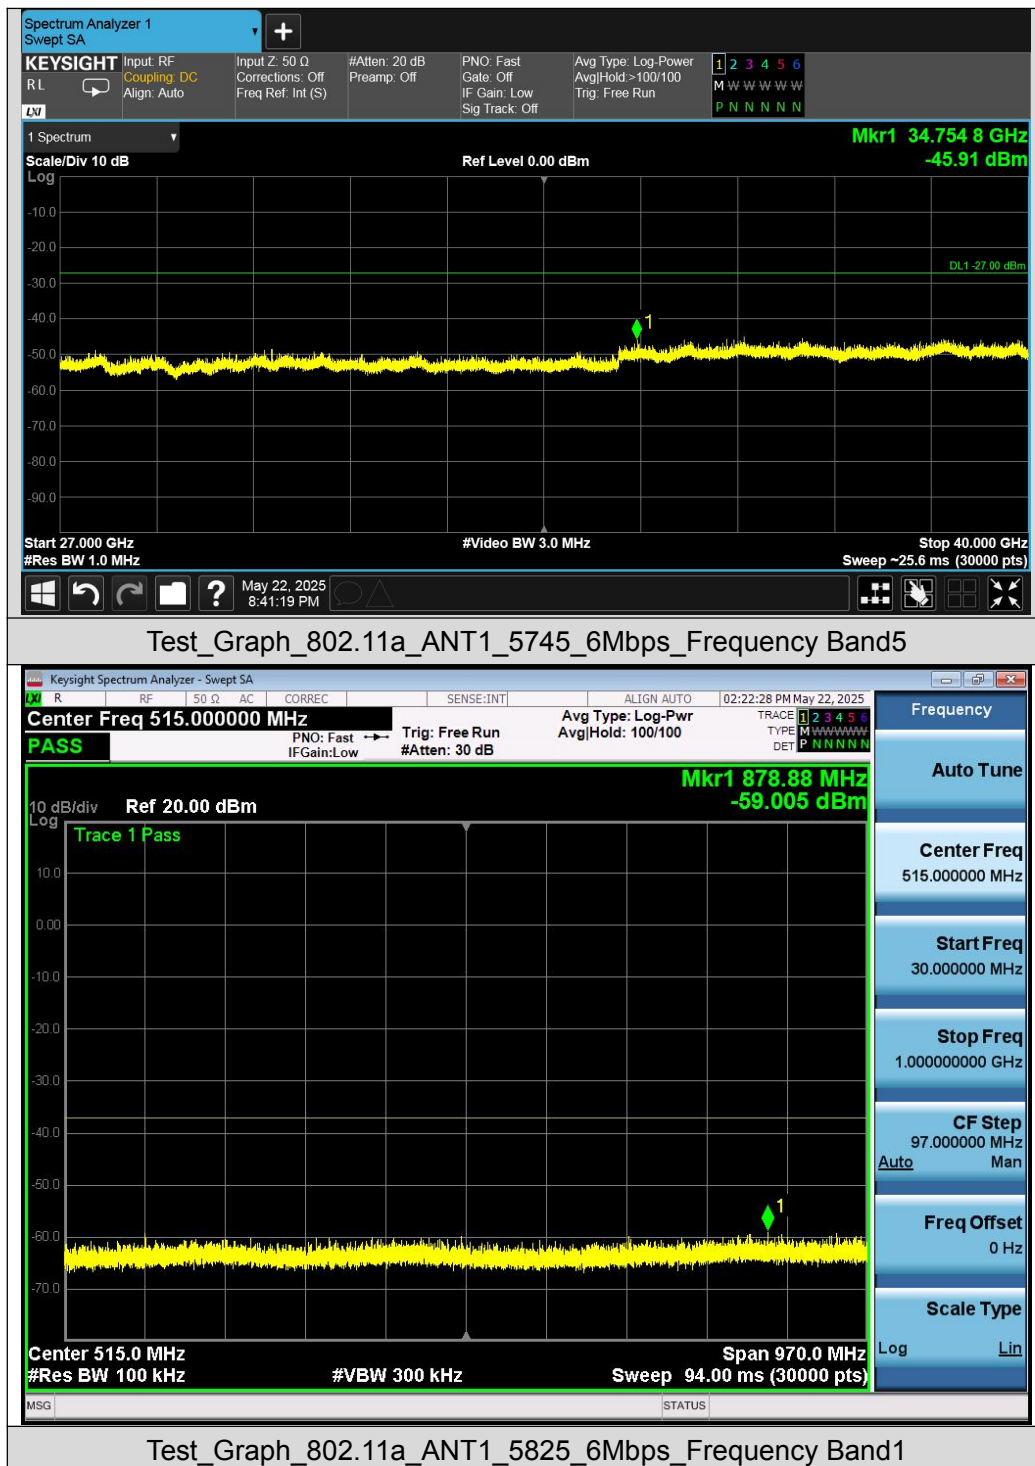 Spectrum Analyzer 1
Swept SA
KEYSIGHT
Input: RF
Input Z: 50 Ω
#Atten: 20 dB
PNO: Fast
Avg Type: Log-Power
1 2 3 4 5 6
R L
Coupling: DC
Corrections: Off
Preamp: Off
Gate: Off
Avg|Hold:>100/100
M W W W W W
Align: Auto
Freq Ref: Int (S)
IF Gain: Low
Trig: Free Run
LXI
Sig Track: Off
P N N N N N
1 Spectrum
Mkr1 34.754 8 GHz
Scale/Div 10 dB
Ref Level 0.00 dBm
-45.91 dBm
Log
-10.0
-20.0
DL1 -27.00 dBm
-30.0
-40.0
1
-50.0
-60.0
-70.0
-80.0
-90.0
Start 27.000 GHz
#Video BW 3.0 MHz
Stop 40.000 GHz
#Res BW 1.0 MHz
Sweep ~25.6 ms (30000 pts)
?
May 22, 2025
8:41:19 PM
Test_Graph_802.11a_ANT1_5745_6Mbps_Frequency Band5
Keysight Spectrum Analyzer - Swept SA
LXI
R
RF
50 Ω
AC
CORREC
SENSE:INT
ALIGN AUTO
02:22:28 PM May 22, 2025
Center Freq 515.000000 MHz
Avg Type: Log-Pwr
TRACE 1 2 3 4 5 6
PASS
PNO: Fast
IFGain:Low
Trig: Free Run
#Atten: 30 dB
Avg|Hold: 100/100
TYPE M W W W W W
DET P N N N N N
Mkr1 878.88 MHz
10 dB/div
Ref 20.00 dBm
-59.005 dBm
Log
Trace 1 Pass
10.0
0.00
-10.0
-20.0
-30.0
-40.0
-50.0
1
-60.0
-70.0
Center 515.0 MHz
Span 970.0 MHz
#Res BW 100 kHz
#VBW 300 kHz
Sweep 94.00 ms (30000 pts)
MSG
STATUS
Frequency
Auto Tune
Center Freq
515.000000 MHz
Start Freq
30.000000 MHz
Stop Freq
1.000000000 GHz
CF Step
97.000000 MHz
Auto
Man
Freq Offset
0 Hz
Scale Type
Log
Lin
Test_Graph_802.11a_ANT1_5825_6Mbps_Frequency Band1